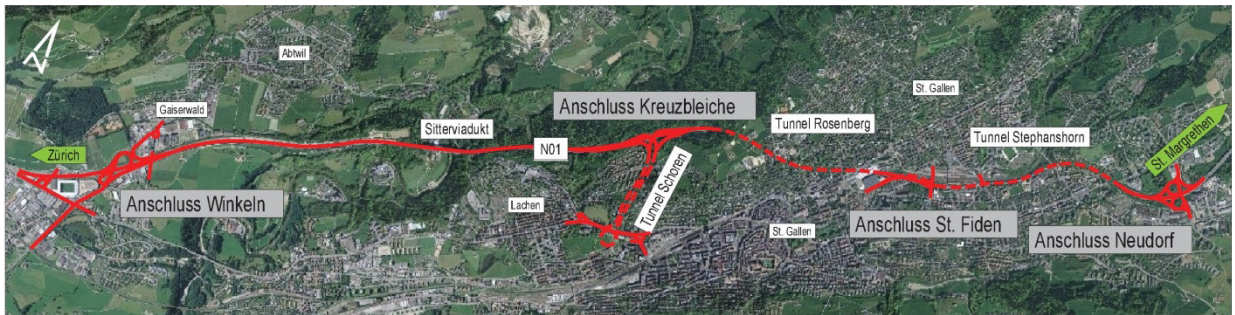 Abtwil
Gaiserwald
Zürich
Anschluss Winkeln
Sitterviadukt
N01
Anschluss Kreuzbleiche
Lachen
Tunnel Schoren
Tunnel Rosenberg
St. Gallen
St. Gallen
Anschluss St. Fiden
Tunnel Stephanshorn
Anschluss Neudorf
St. Margrethen